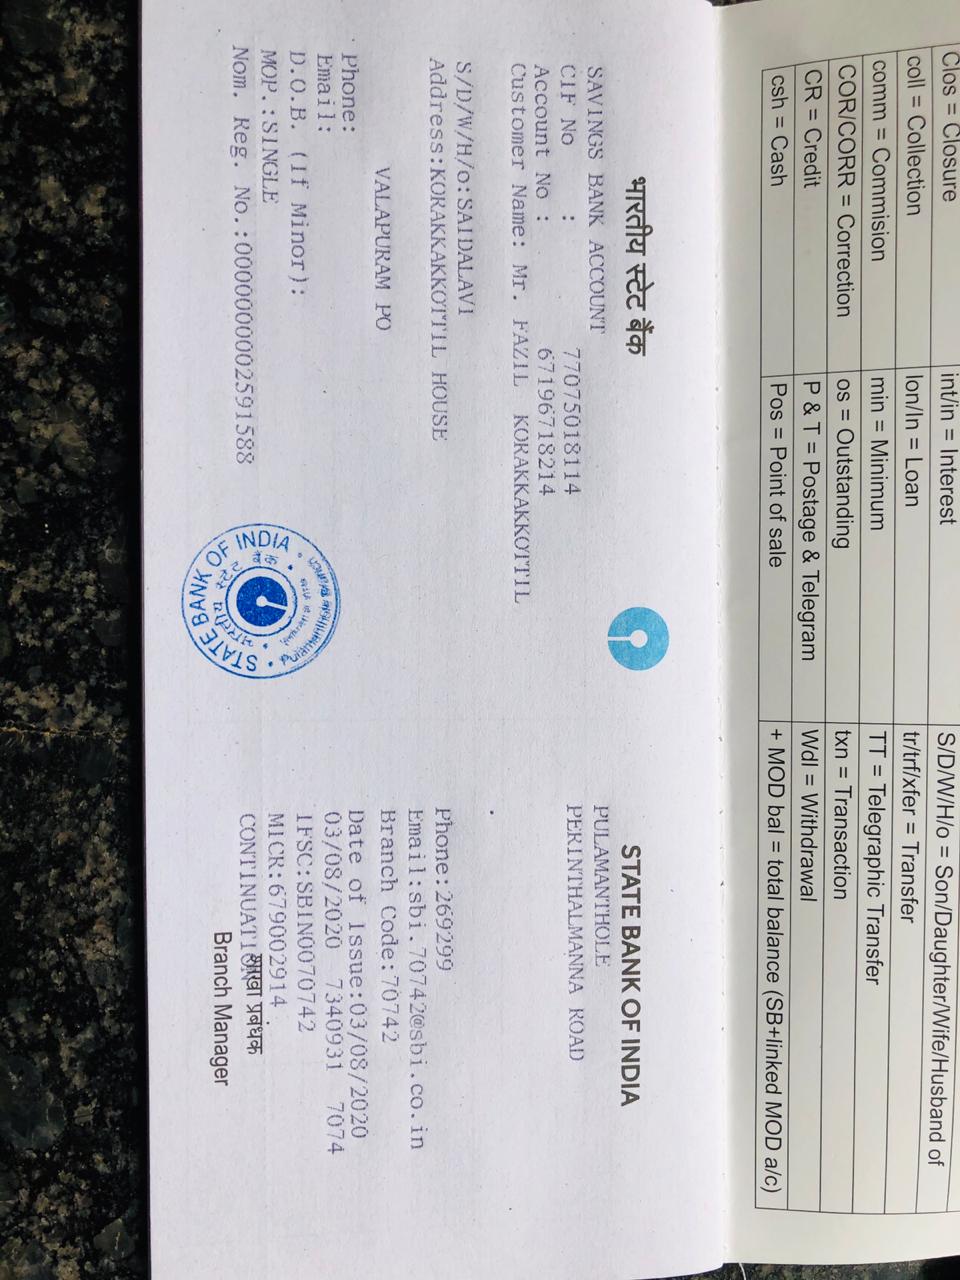 Clos = Closure int/in = Interest S/D/W/H/o = Son/Daughter/Wife/Husband of
coll = Collection lon/ln = Loan tr/trf/xfer = Transfer
comm = Commision min = Minimum TT = Telegraphic Transfer
COR/CORR = Correction os = Outstanding txn = Transaction
CR = Credit P & T = Postage & Telegram Wdl = Withdrawal
csh = Cash Pos = Point of sale + MOD bal = total balance (SB+linked MOD a/c)
भारतीय स्टेट बैंक
STATE BANK OF INDIA
SAVINGS BANK ACCOUNT
CIF No : 77075018114
Account No : 67196718214
Customer Name: Mr. FAZIL KORAKKAKKOTTIL
S/D/W/H/o:SAIDALAVI
Address:KORAKKAKKOTTIL HOUSE
VALAPURAM PO
Phone:
Email:
D.O.B. (If Minor):
MOP.:SINGLE
Nom. Reg. No.:0000000002591588
PULAMANTHOLE
PERINTHALMANNA ROAD
Phone:269299
Email:sbi.70742@sbi.co.in
Branch Code:70742
Date of Issue:03/08/2020
03/08/2020 7340931 7074
IFSC:SBIN0070742
MICR:679002914
CONTINUATION
शाखा प्रबंधक
Branch Manager
STATE BANK OF INDIA
भारतीय स्टेट बैंक